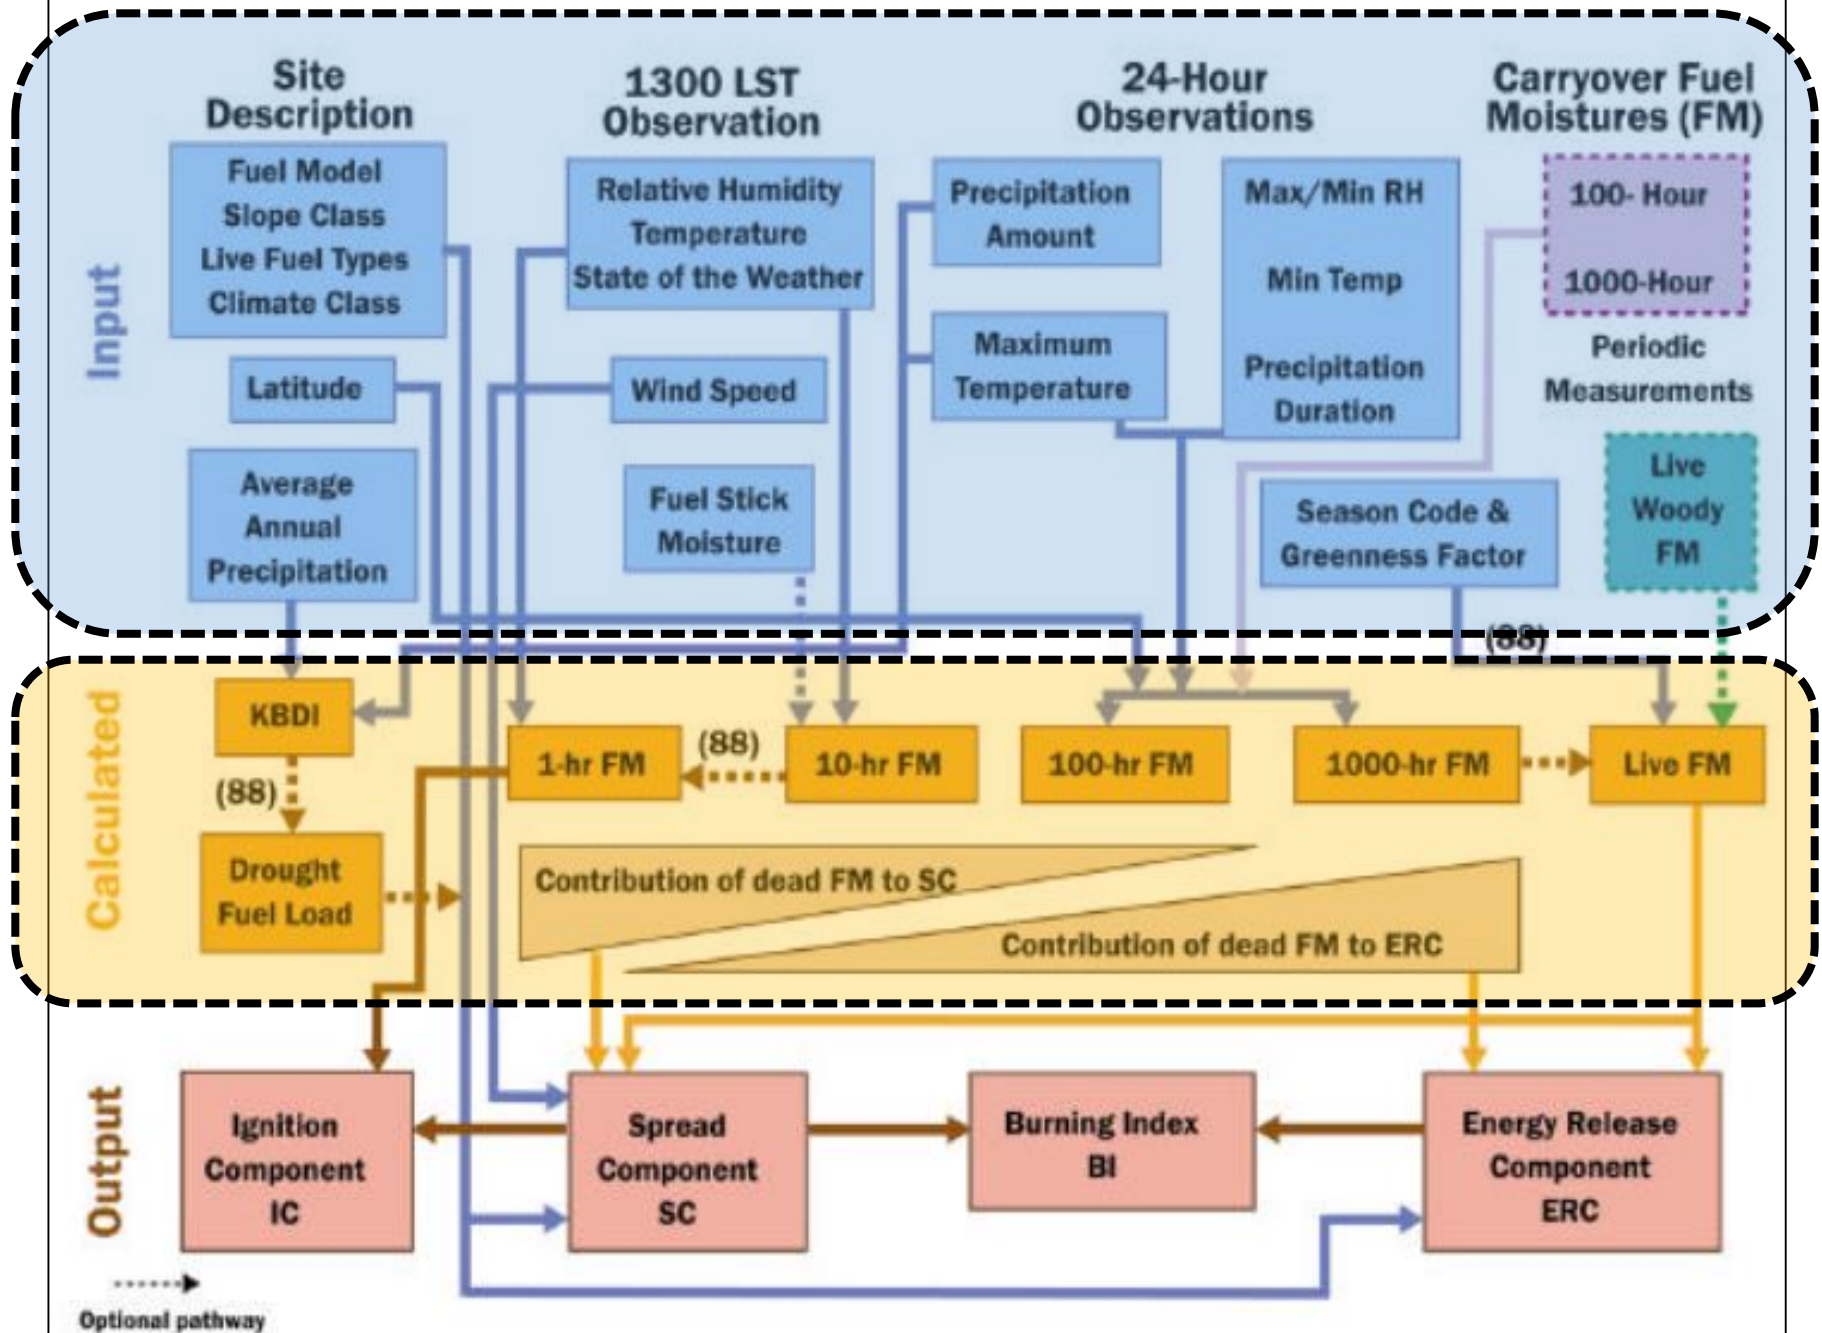 Site
Description
1300 LST
Observation
24-Hour
Observations
Carryover Fuel
Moistures (FM)
Input
Fuel Model
Slope Class
Live Fuel Types
Climate Class
Relative Humidity
Temperature
State of the Weather
Precipitation
Amount
Max/Min RH
Min Temp
Precipitation
Duration
100- Hour
1000-Hour
Periodic
Measurements
Latitude
Wind Speed
Maximum
Temperature
Average
Annual
Precipitation
Fuel Stick
Moisture
Season Code &
Greenness Factor
Live
Woody
FM
(88)
Calculated
KBDI
(88)
1-hr FM
(88)
10-hr FM
100-hr FM
1000-hr FM
Live FM
Drought
Fuel Load
Contribution of dead FM to SC
Contribution of dead FM to ERC
Output
Ignition
Component
IC
Spread
Component
SC
Burning Index
BI
Energy Release
Component
ERC
Optional pathway